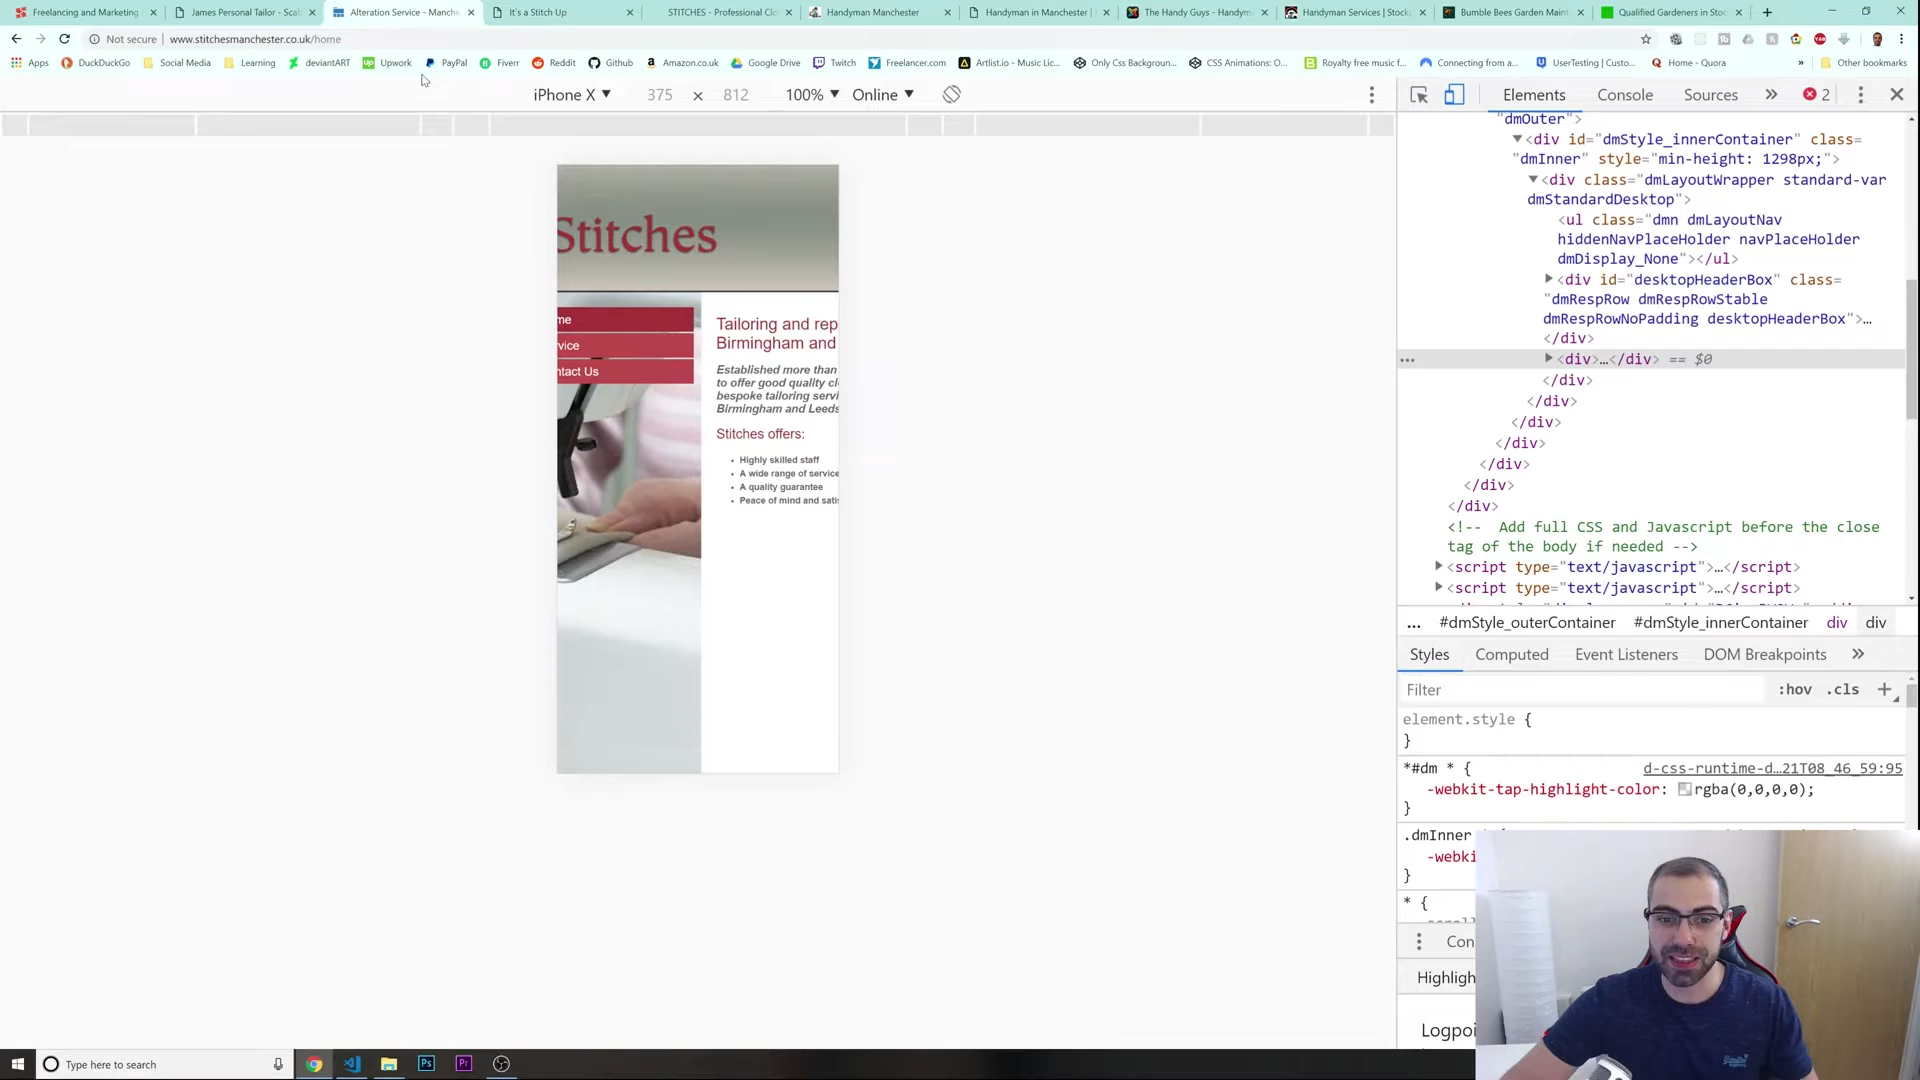 Freelancing and Marketing
James Personal Tailor - Scab
Alteration Service - Manche
It's a Stitch Up
STITCHES - Professional Clo
Handyman Manchester
Handyman in Manchester |
The Handy Guys - Handym
Handyman Services | Stock
Bumble Bees Garden Maint
Qualified Gardeners in Stoc
Not secure | www.stitchesmanchester.co.uk/home
Apps DuckDuckGo Social Media Learning deviantART Upwork PayPal Fiverr Reddit Github Amazon.co.uk Google Drive Twitch Freelancer.com Artlist.io - Music Lic... Only Css Backgroun... CSS Animations: O... Royalty free music f... Connecting from a... UserTesting | Custo... Home - Quora » Other bookmarks
iPhone X ▼ 375 × 812 100% ▼ Online ▼
Elements Console Sources » 2
Stitches
me
vice
ntact Us
Tailoring and rep
Birmingham and
Established more than
to offer good quality cl
bespoke tailoring servi
Birmingham and Leeds
Stitches offers:
• Highly skilled staff
• A wide range of service
• A quality guarantee
• Peace of mind and satis
"dmOuter">
▼<div id="dmStyle_innerContainer" class=
"dmInner" style="min-height: 1298px;">
▼<div class="dmLayoutWrapper standard-var
dmStandardDesktop">
<ul class="dmn dmLayoutNav
hiddenNavPlaceHolder navPlaceHolder
dmDisplay_None"></ul>
▶<div id="desktopHeaderBox" class=
"dmRespRow dmRespRowStable
dmRespRowNoPadding desktopHeaderBox">…
</div>
… ▶<div>…</div> == $0
</div>
</div>
</div>
</div>
</div>
</div>
</div>
<!-- Add full CSS and Javascript before the close
tag of the body if needed -->
▶<script type="text/javascript">…</script>
▶<script type="text/javascript">…</script>
... #dmStyle_outerContainer #dmStyle_innerContainer div div
Styles Computed Event Listeners DOM Breakpoints »
Filter :hov .cls +
element.style {
}
*#dm * { d-css-runtime-d…21T08_46_59:95
-webkit-tap-highlight-color: rgba(0,0,0,0);
}
.dmInner
-webki
}
* {
Con
Highligh
Logpoi
Type here to search
Ps
Pr